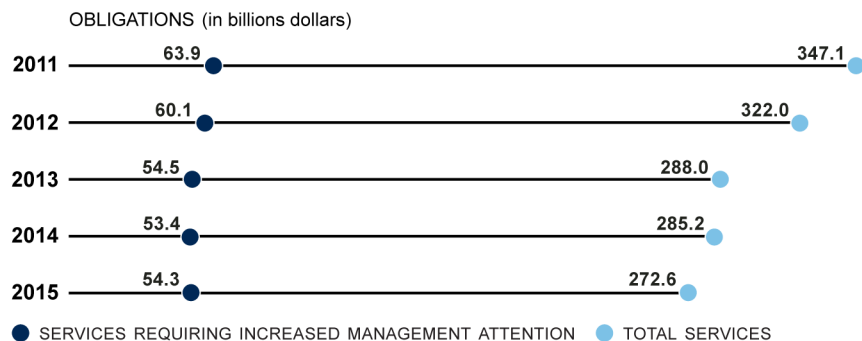 OBLIGATIONS (in billions dollars)
2011 63.9 347.1
2012 60.1 322.0
2013 54.5 288.0
2014 53.4 285.2
2015 54.3 272.6
SERVICES REQUIRING INCREASED MANAGEMENT ATTENTION TOTAL SERVICES